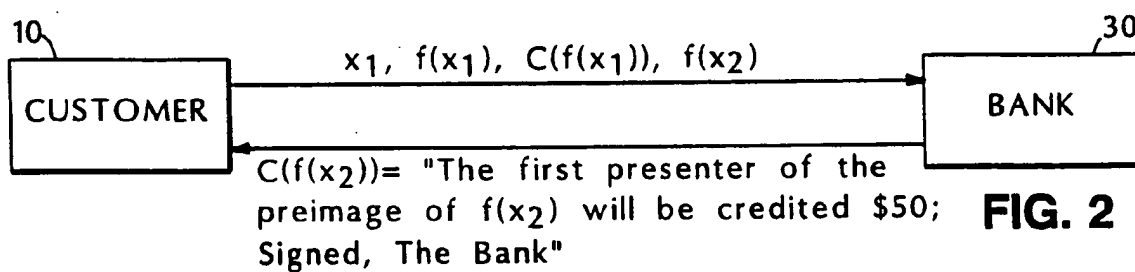 10
30
x₁, f(x₁), C(f(x₁)), f(x₂)
CUSTOMER
BANK
C(f(x₂))= "The first presenter of the
preimage of f(x₂) will be credited $50;
Signed, The Bank"
FIG. 2